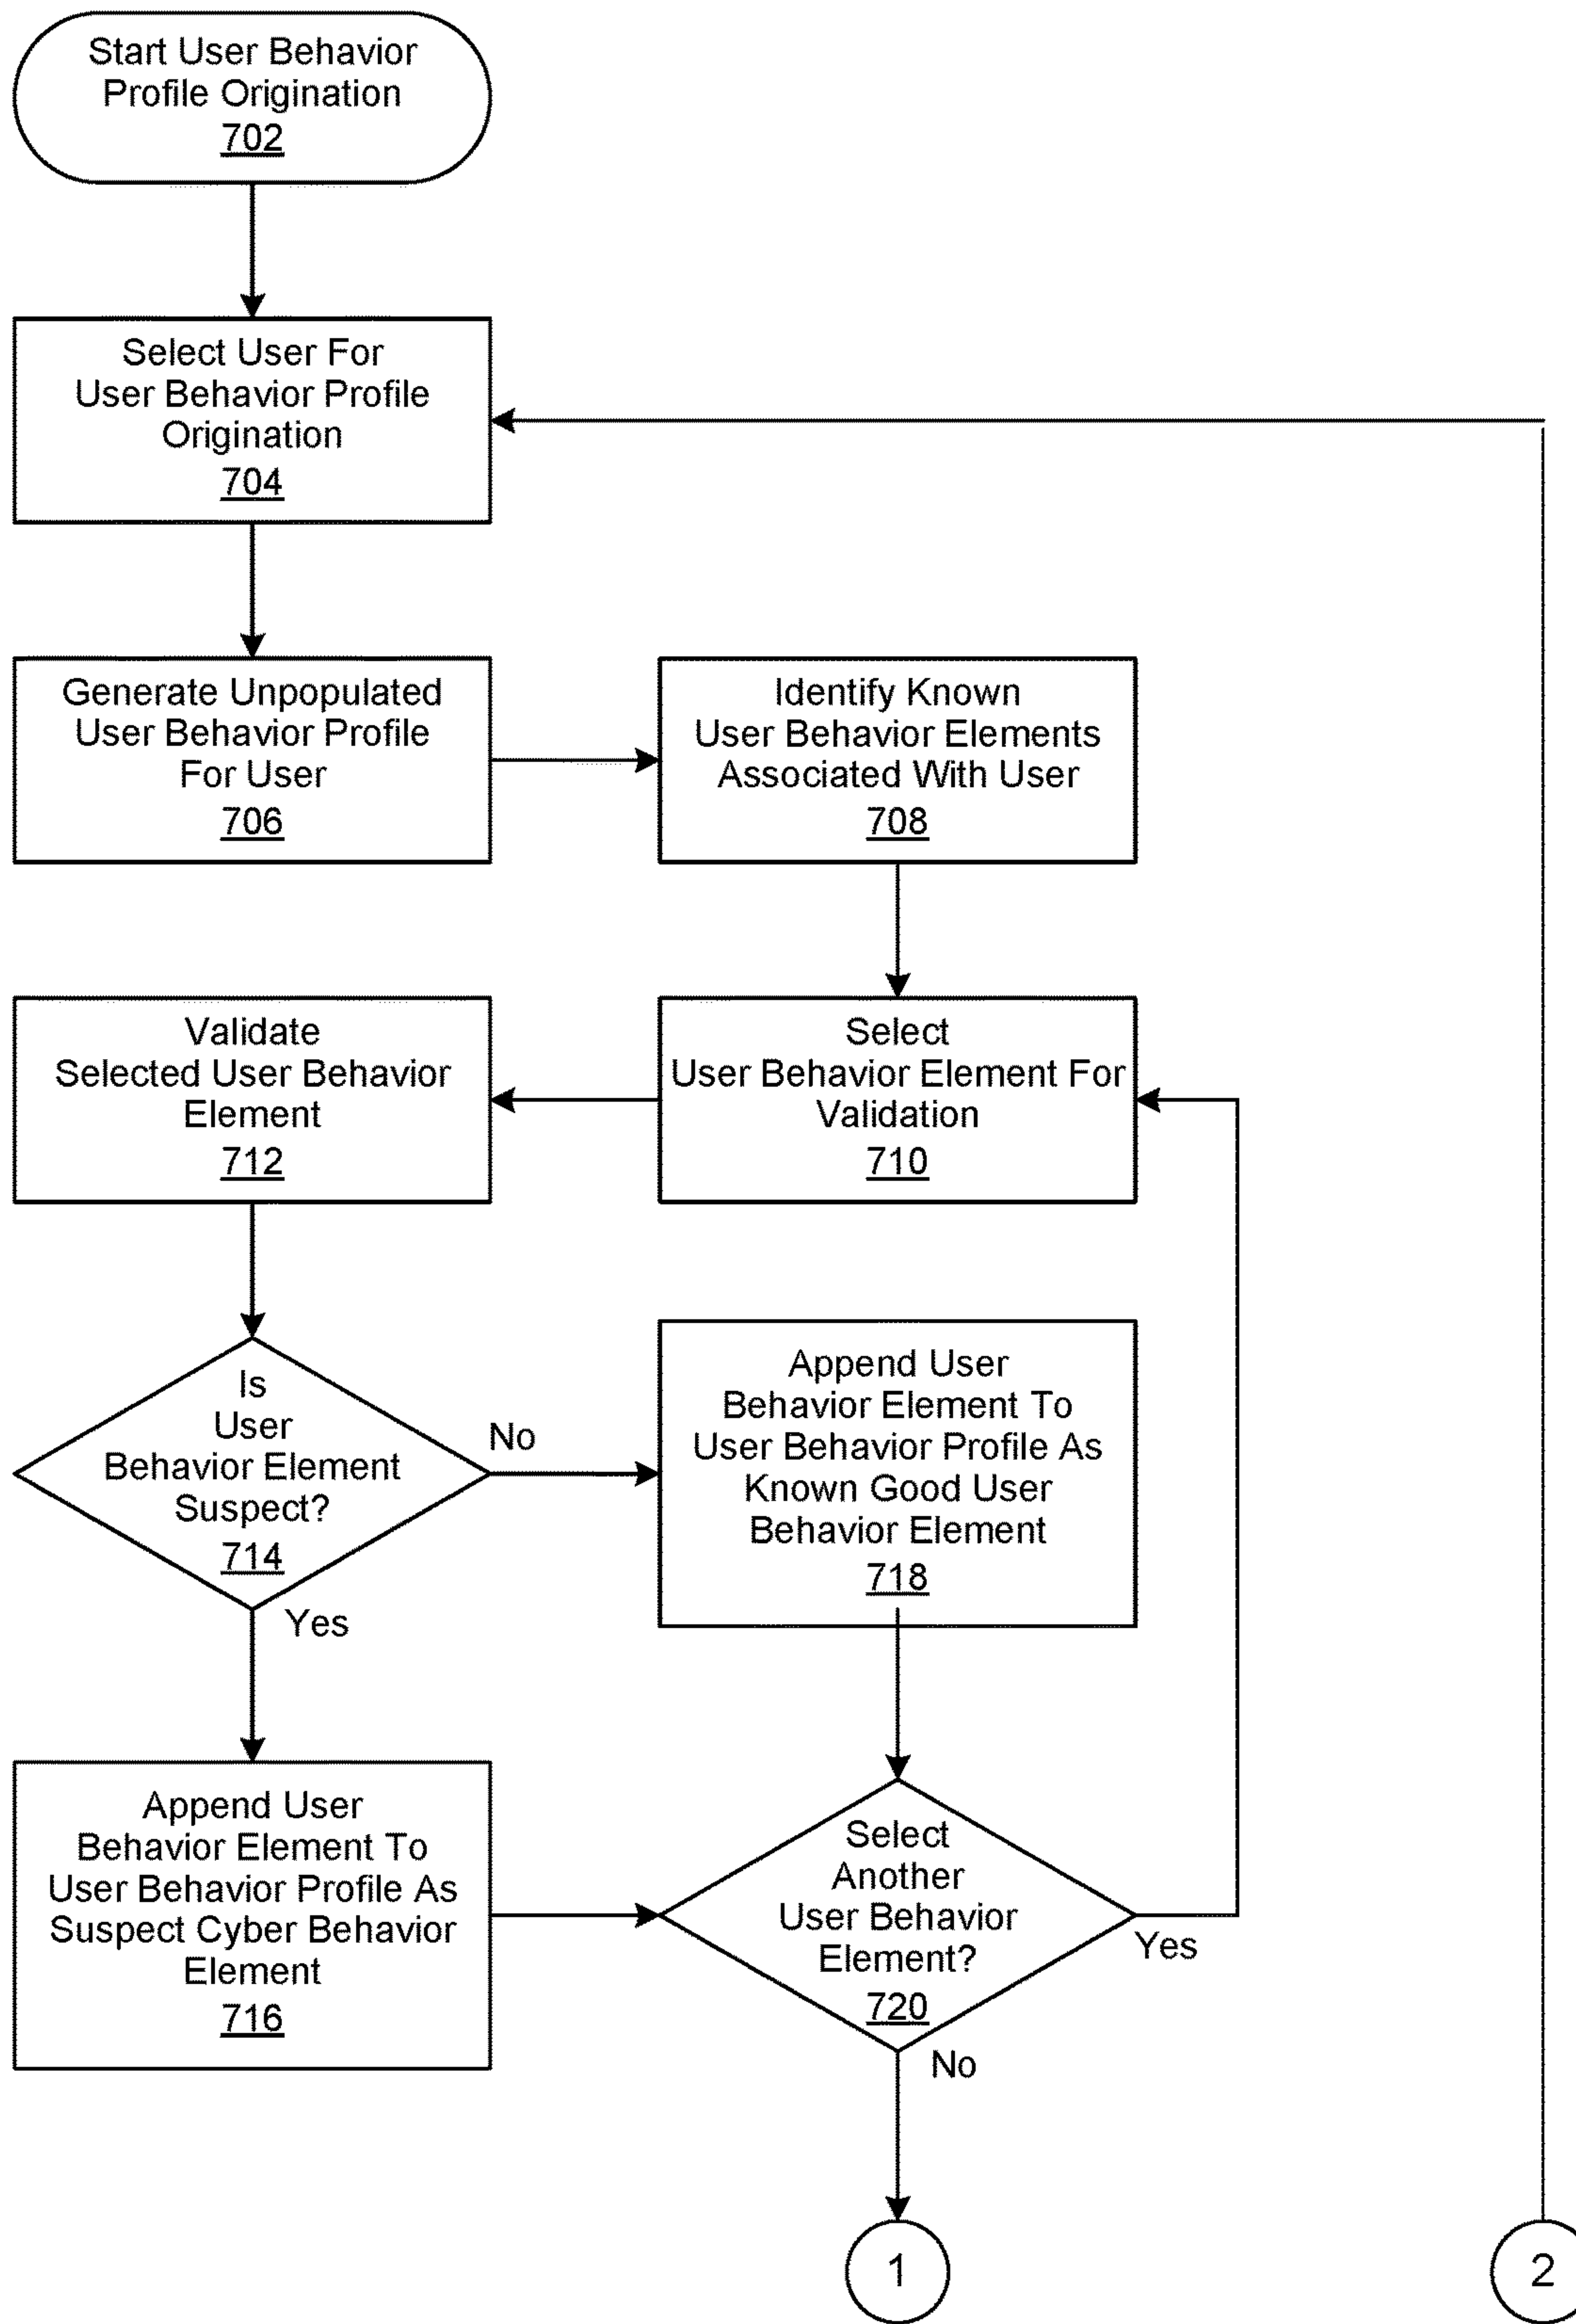 Start User Behavior
Profile Origination
702
Select User For
User Behavior Profile
Origination
704
Generate Unpopulated
User Behavior Profile
For User
706
Identify Known
User Behavior Elements
Associated With User
708
Select
User Behavior Element For
Validation
710
Validate
Selected User Behavior
Element
712
Is
User
Behavior Element
Suspect?
714
No
Yes
Append User
Behavior Element To
User Behavior Profile As
Known Good User
Behavior Element
718
Append User
Behavior Element To
User Behavior Profile As
Suspect Cyber Behavior
Element
716
Select
Another
User Behavior
Element?
720
Yes
No
1
2